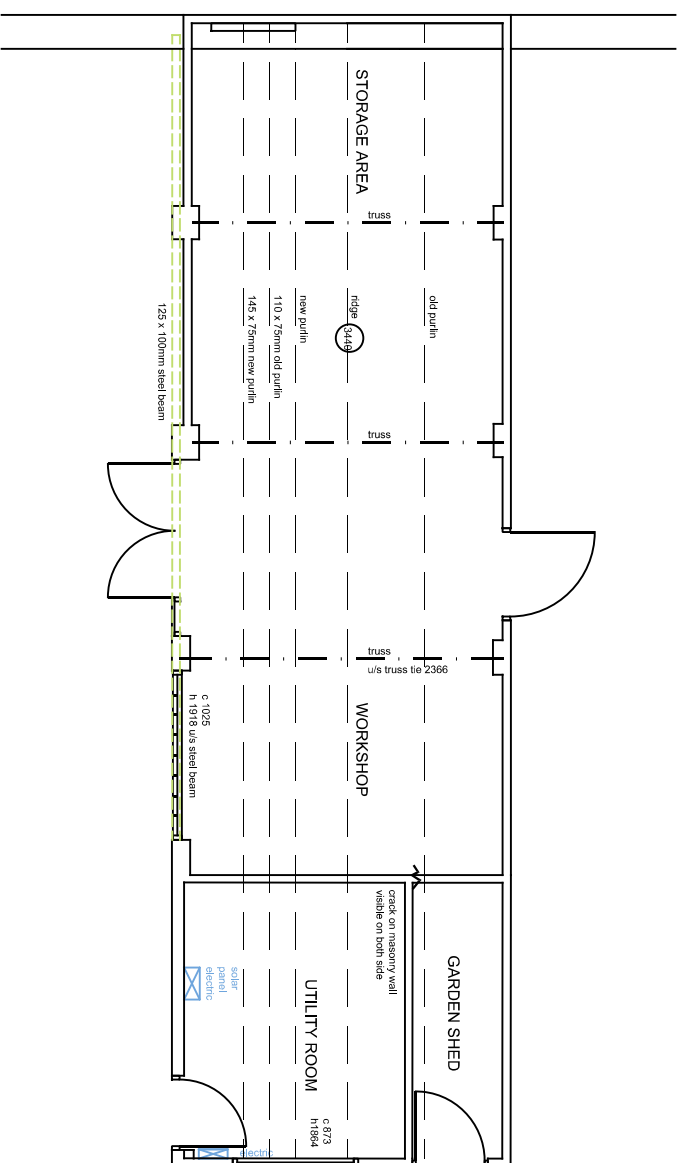 STORAGE AREA
truss
125 x 100mm steel beam
145 x 75mm new purlin
110 x 75mm old purlin
new purlin
ridge
3440
old purlin
truss
truss
u/s truss tie 2366
c 1025
h 1918 u/s steel beam
WORKSHOP
crack on masonry wall
visible on both side
solar
panel
electric
UTILITY ROOM
GARDEN SHED
c 873
h1864
electric